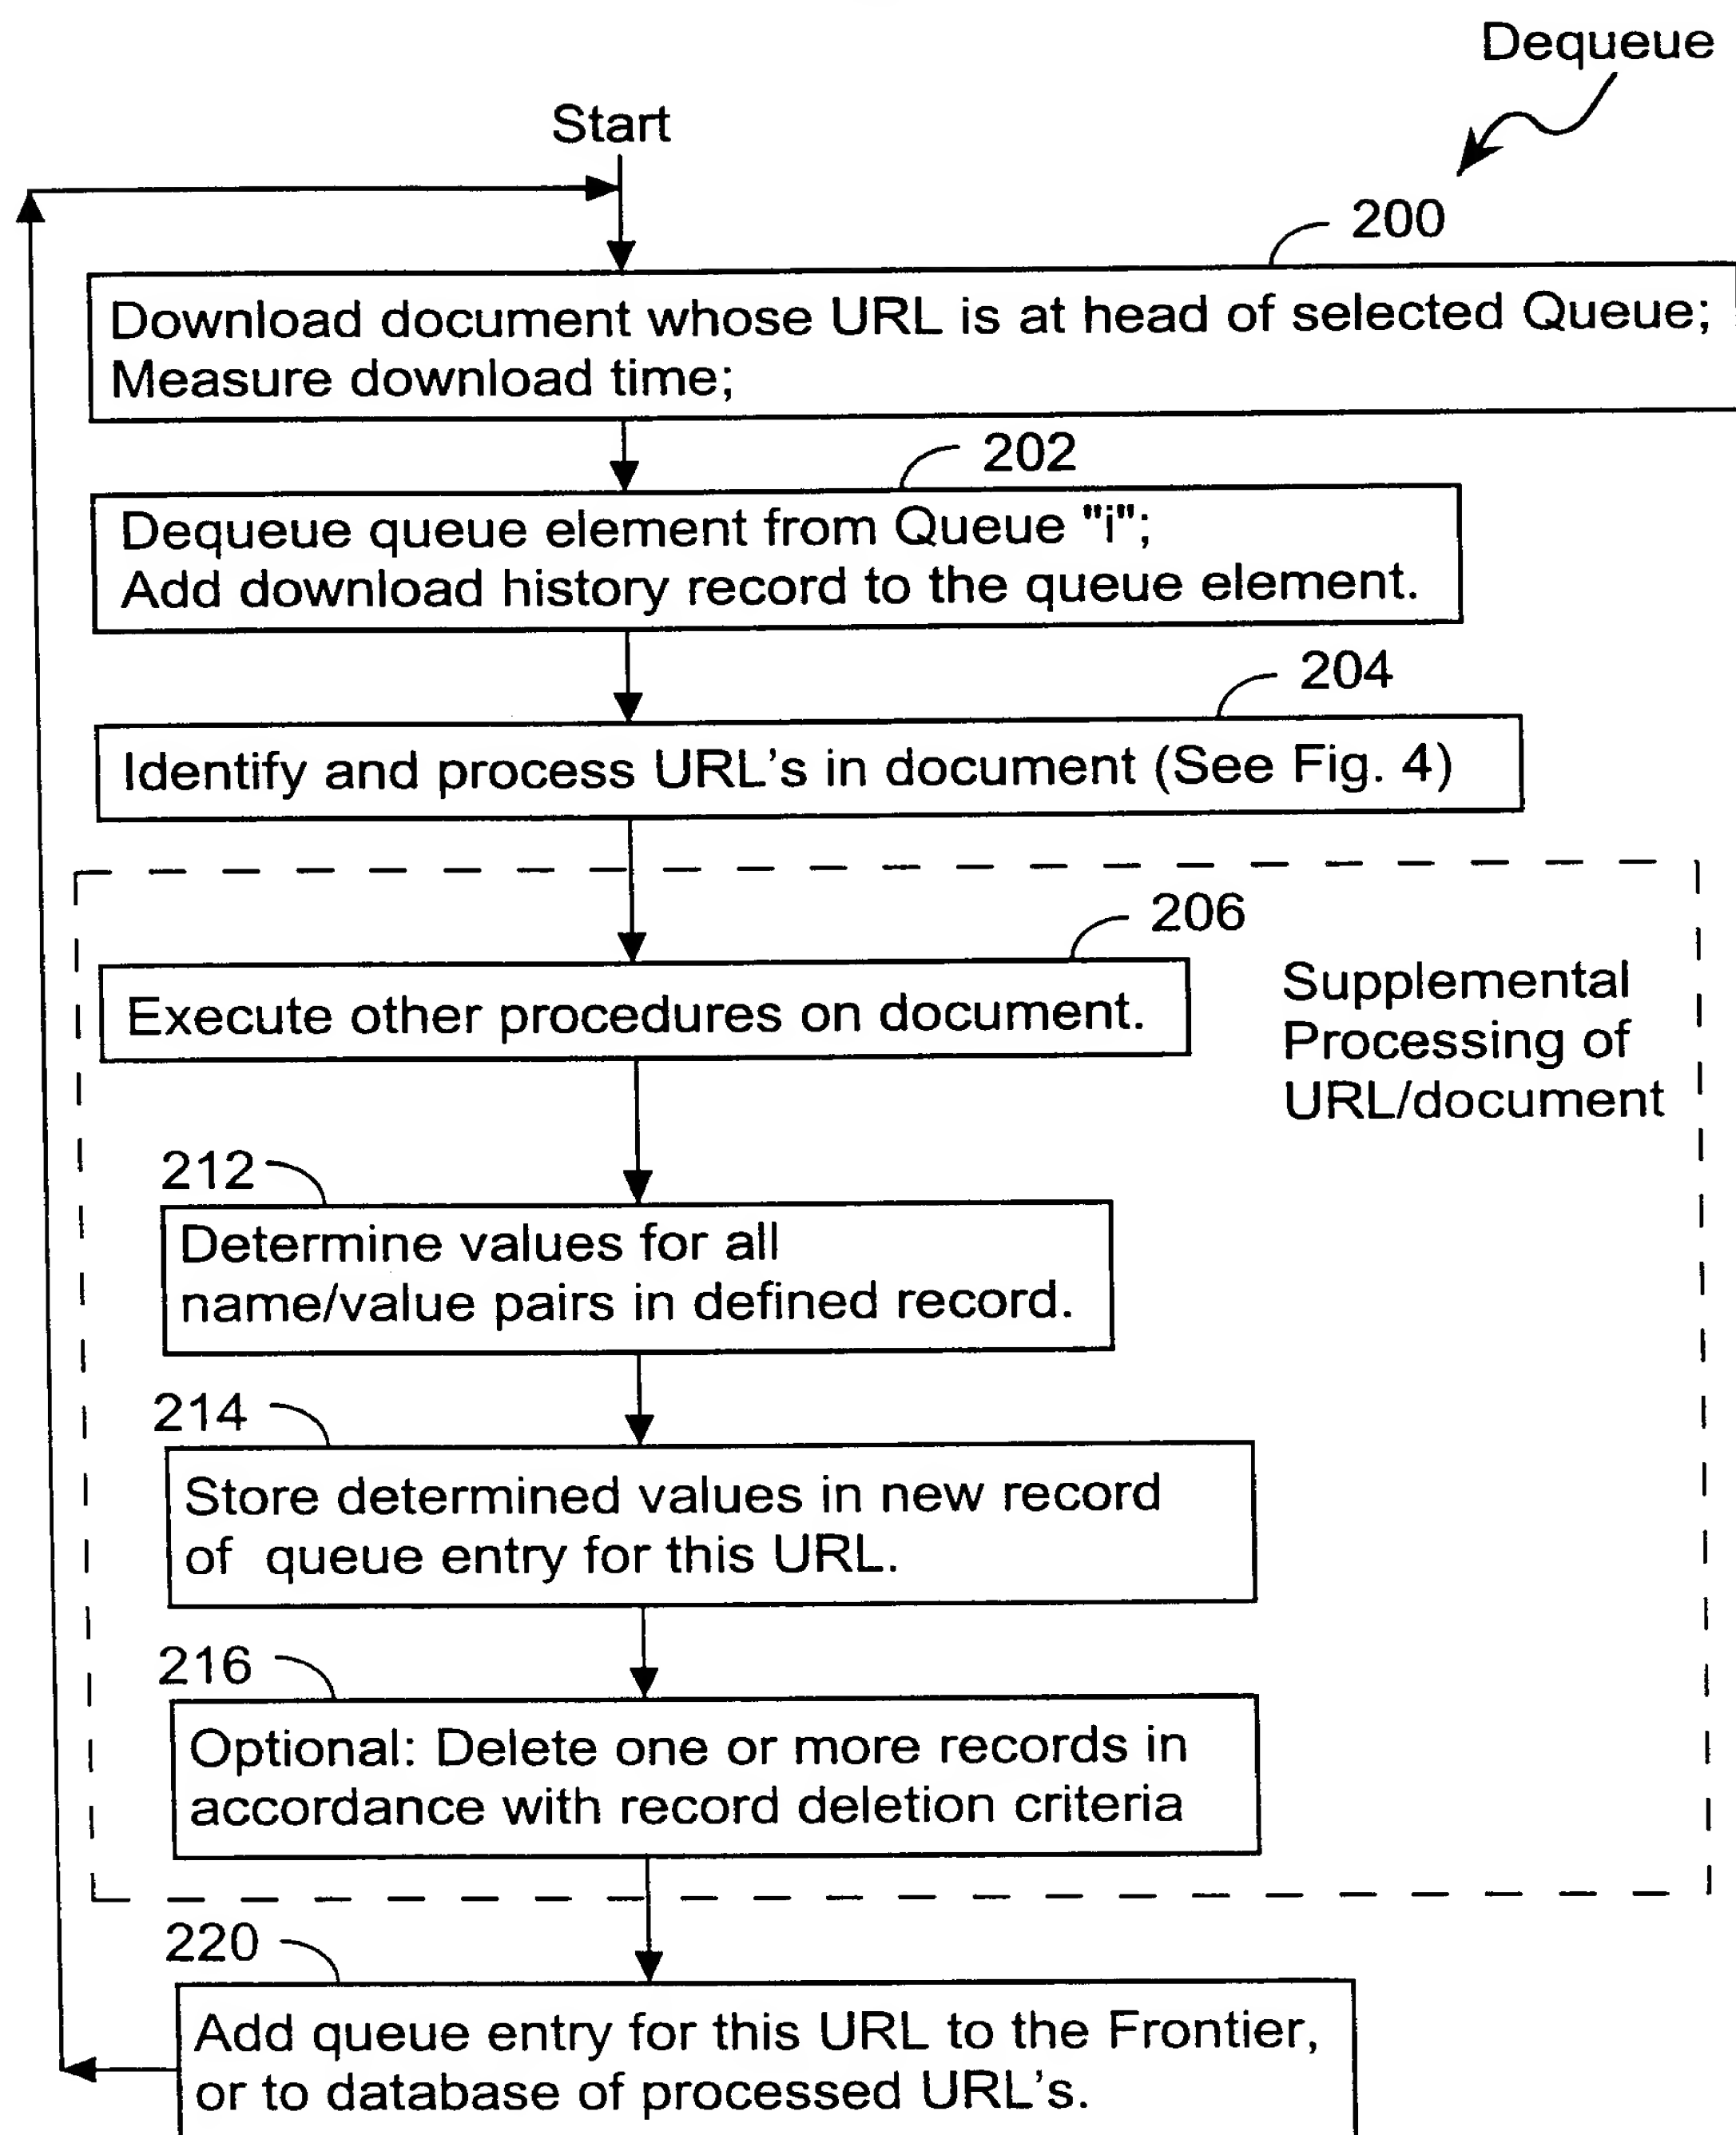 Dequeue
Start
200
Download document whose URL is at head of selected Queue;
Measure download time;
202
Dequeue queue element from Queue "i";
Add download history record to the queue element.
204
Identify and process URL's in document (See Fig. 4)
206
Execute other procedures on document.
Supplemental
Processing of
URL/document
212
Determine values for all
name/value pairs in defined record.
214
Store determined values in new record
of queue entry for this URL.
216
Optional: Delete one or more records in
accordance with record deletion criteria
220
Add queue entry for this URL to the Frontier,
or to database of processed URL's.